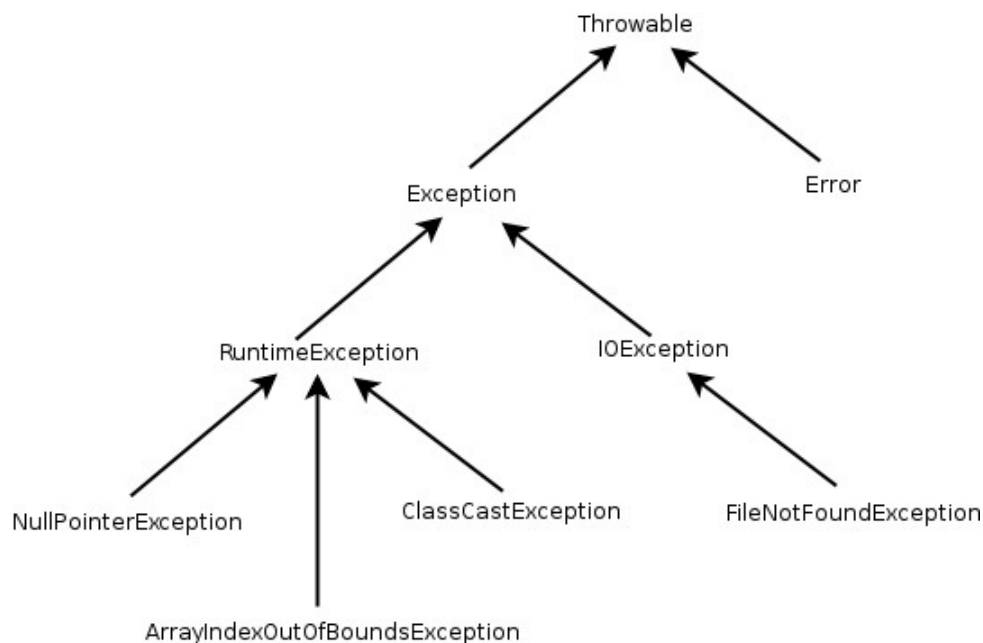 Throwable
Exception
Error
RuntimeException
IOException
NullPointerException
ClassCastException
FileNotFoundException
ArrayIndexOutOfBoundsException